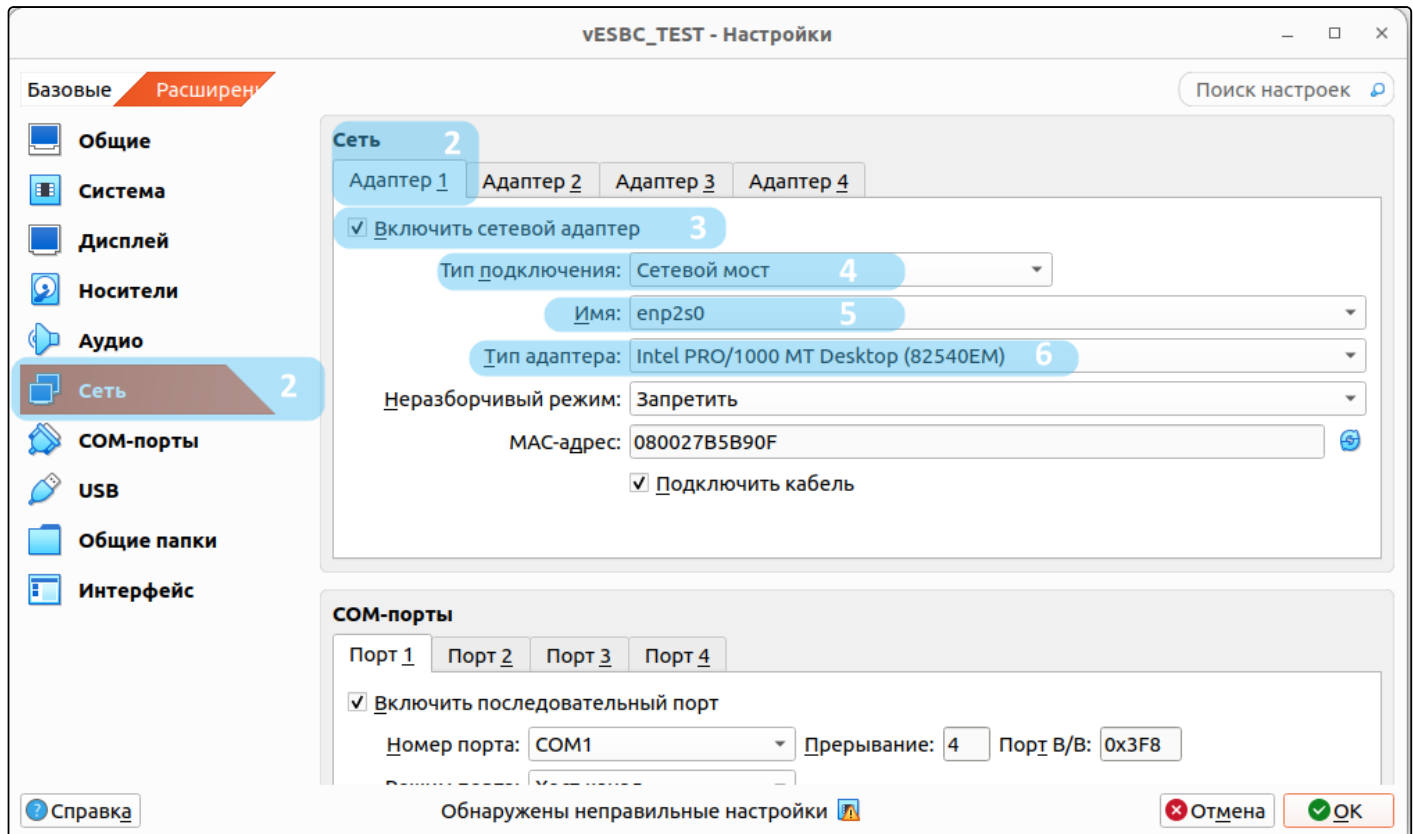 vESBC_TEST - Настройки
Базовые Расширен
Поиск настроек
Общие
Система
Дисплей
Носители
Аудио
Сеть 2
COM-порты
USB
Общие папки
Интерфейс
Сеть 2
Адаптер 1 Адаптер 2 Адаптер 3 Адаптер 4
Включить сетевой адаптер 3
Тип подключения: Сетевой мост 4
Имя: enp2s0 5
Тип адаптера: Intel PRO/1000 MT Desktop (82540EM) 6
Неразборчивый режим: Запретить
MAC-адрес: 080027B5B90F
Подключить кабель
COM-порты
Порт 1 Порт 2 Порт 3 Порт 4
Включить последовательный порт
Номер порта: COM1 Прерывание: 4 Порт В/В: 0x3F8
Справка
Обнаружены неправильные настройки
Отмена OK